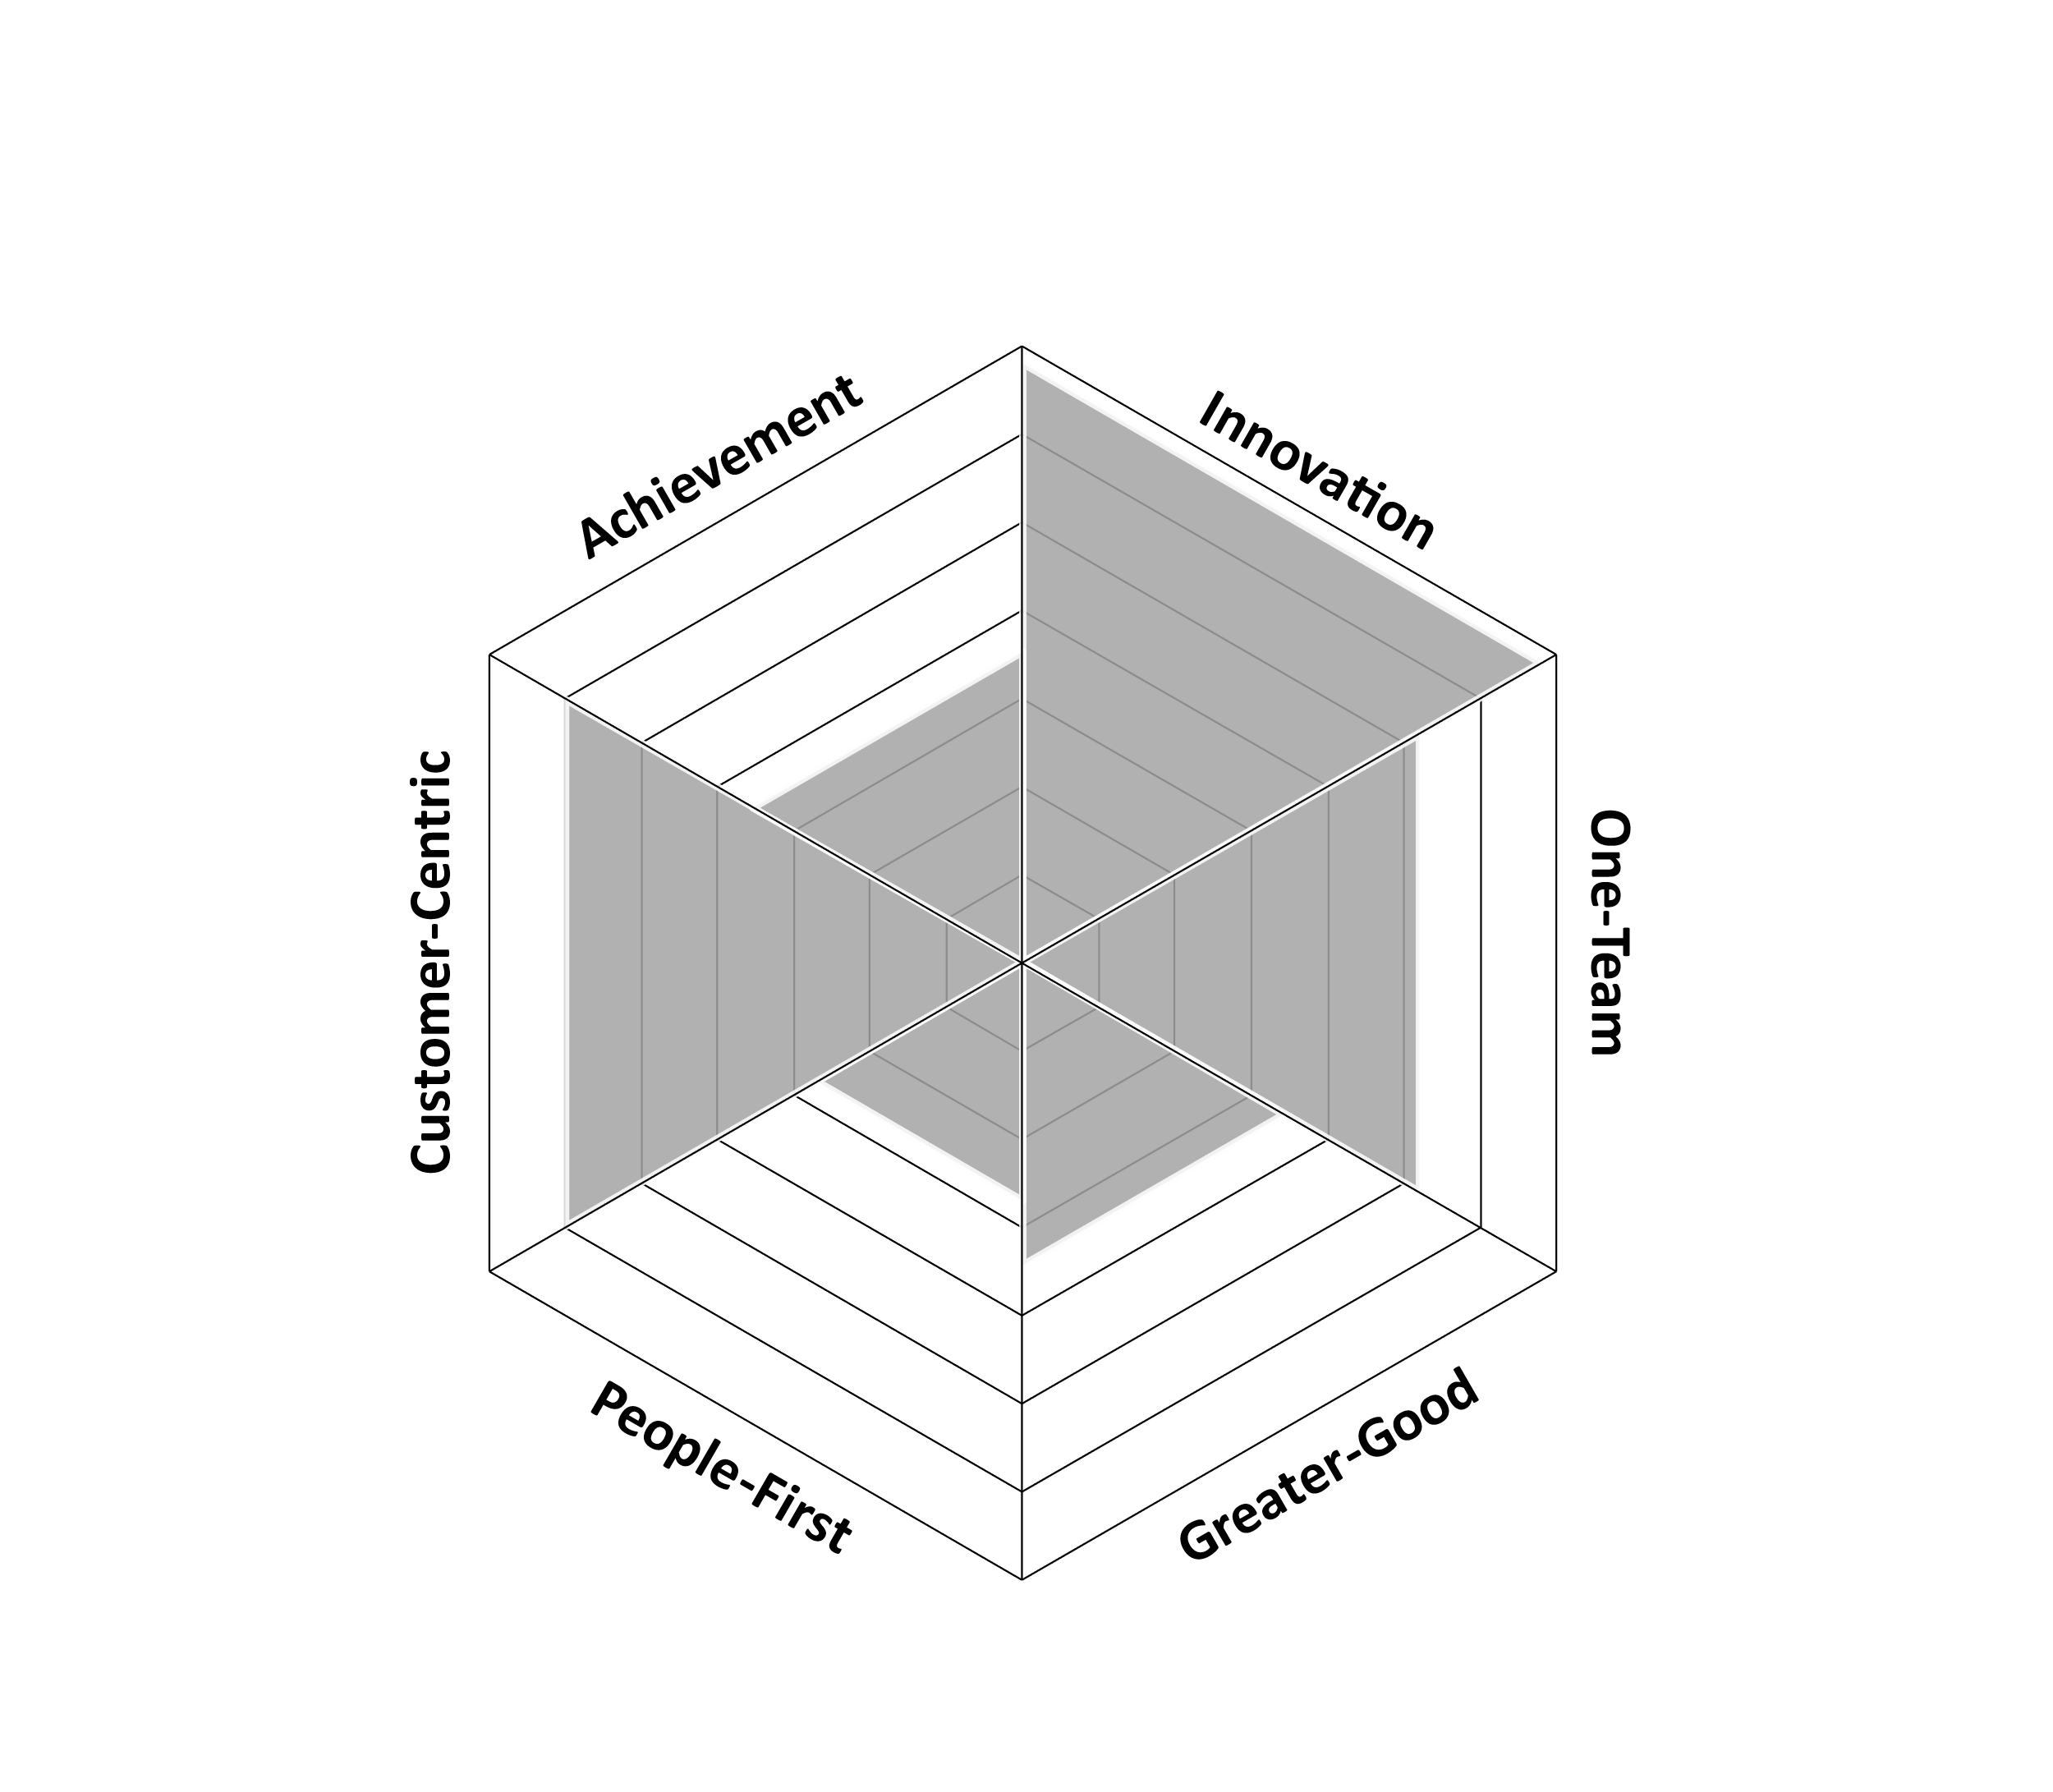 Achievement
Innovation
Customer-Centric
One-Team
People-First
Greater-Good